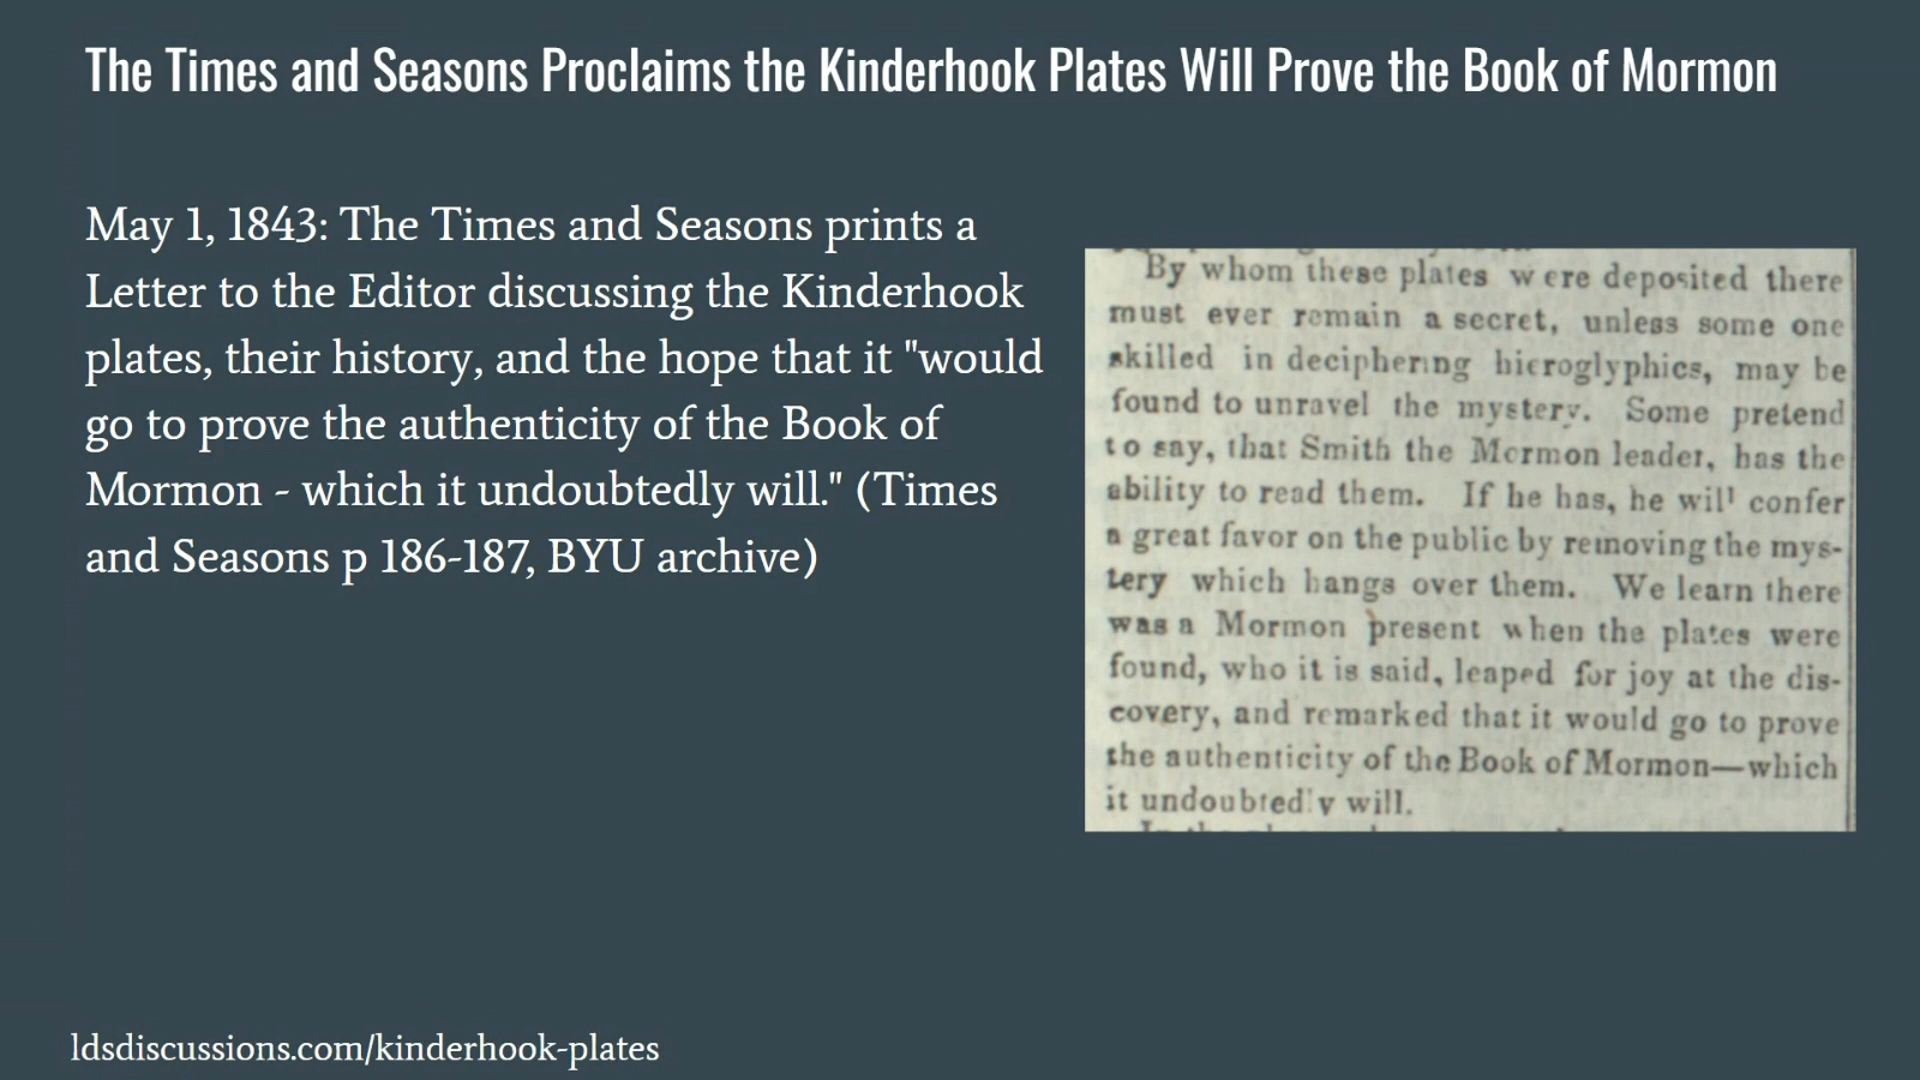 The Times and Seasons Proclaims the Kinderhook Plates Will Prove the Book of Mormon
May 1, 1843: The Times and Seasons prints a
Letter to the Editor discussing the Kinderhook
plates, their history, and the hope that it "would
go to prove the authenticity of the Book of
Mormon - which it undoubtedly will." (Times
and Seasons p 186-187, BYU archive)
By whom these plates were deposited there
must ever remain a secret, unless some one
skilled in deciphering hieroglyphics, may be
found to unravel the mystery. Some pretend
to say, that Smith the Mormon leader, has the
ability to read them. If he has, he will confer
a great favor on the public by removing the mys-
tery which hangs over them. We learn there
was a Mormon present when the plates were
found, who it is said, leaped for joy at the dis-
covery, and remarked that it would go to prove
the authenticity of the Book of Mormon—which
it undoubtedly will.
ldsdiscussions.com/kinderhook-plates